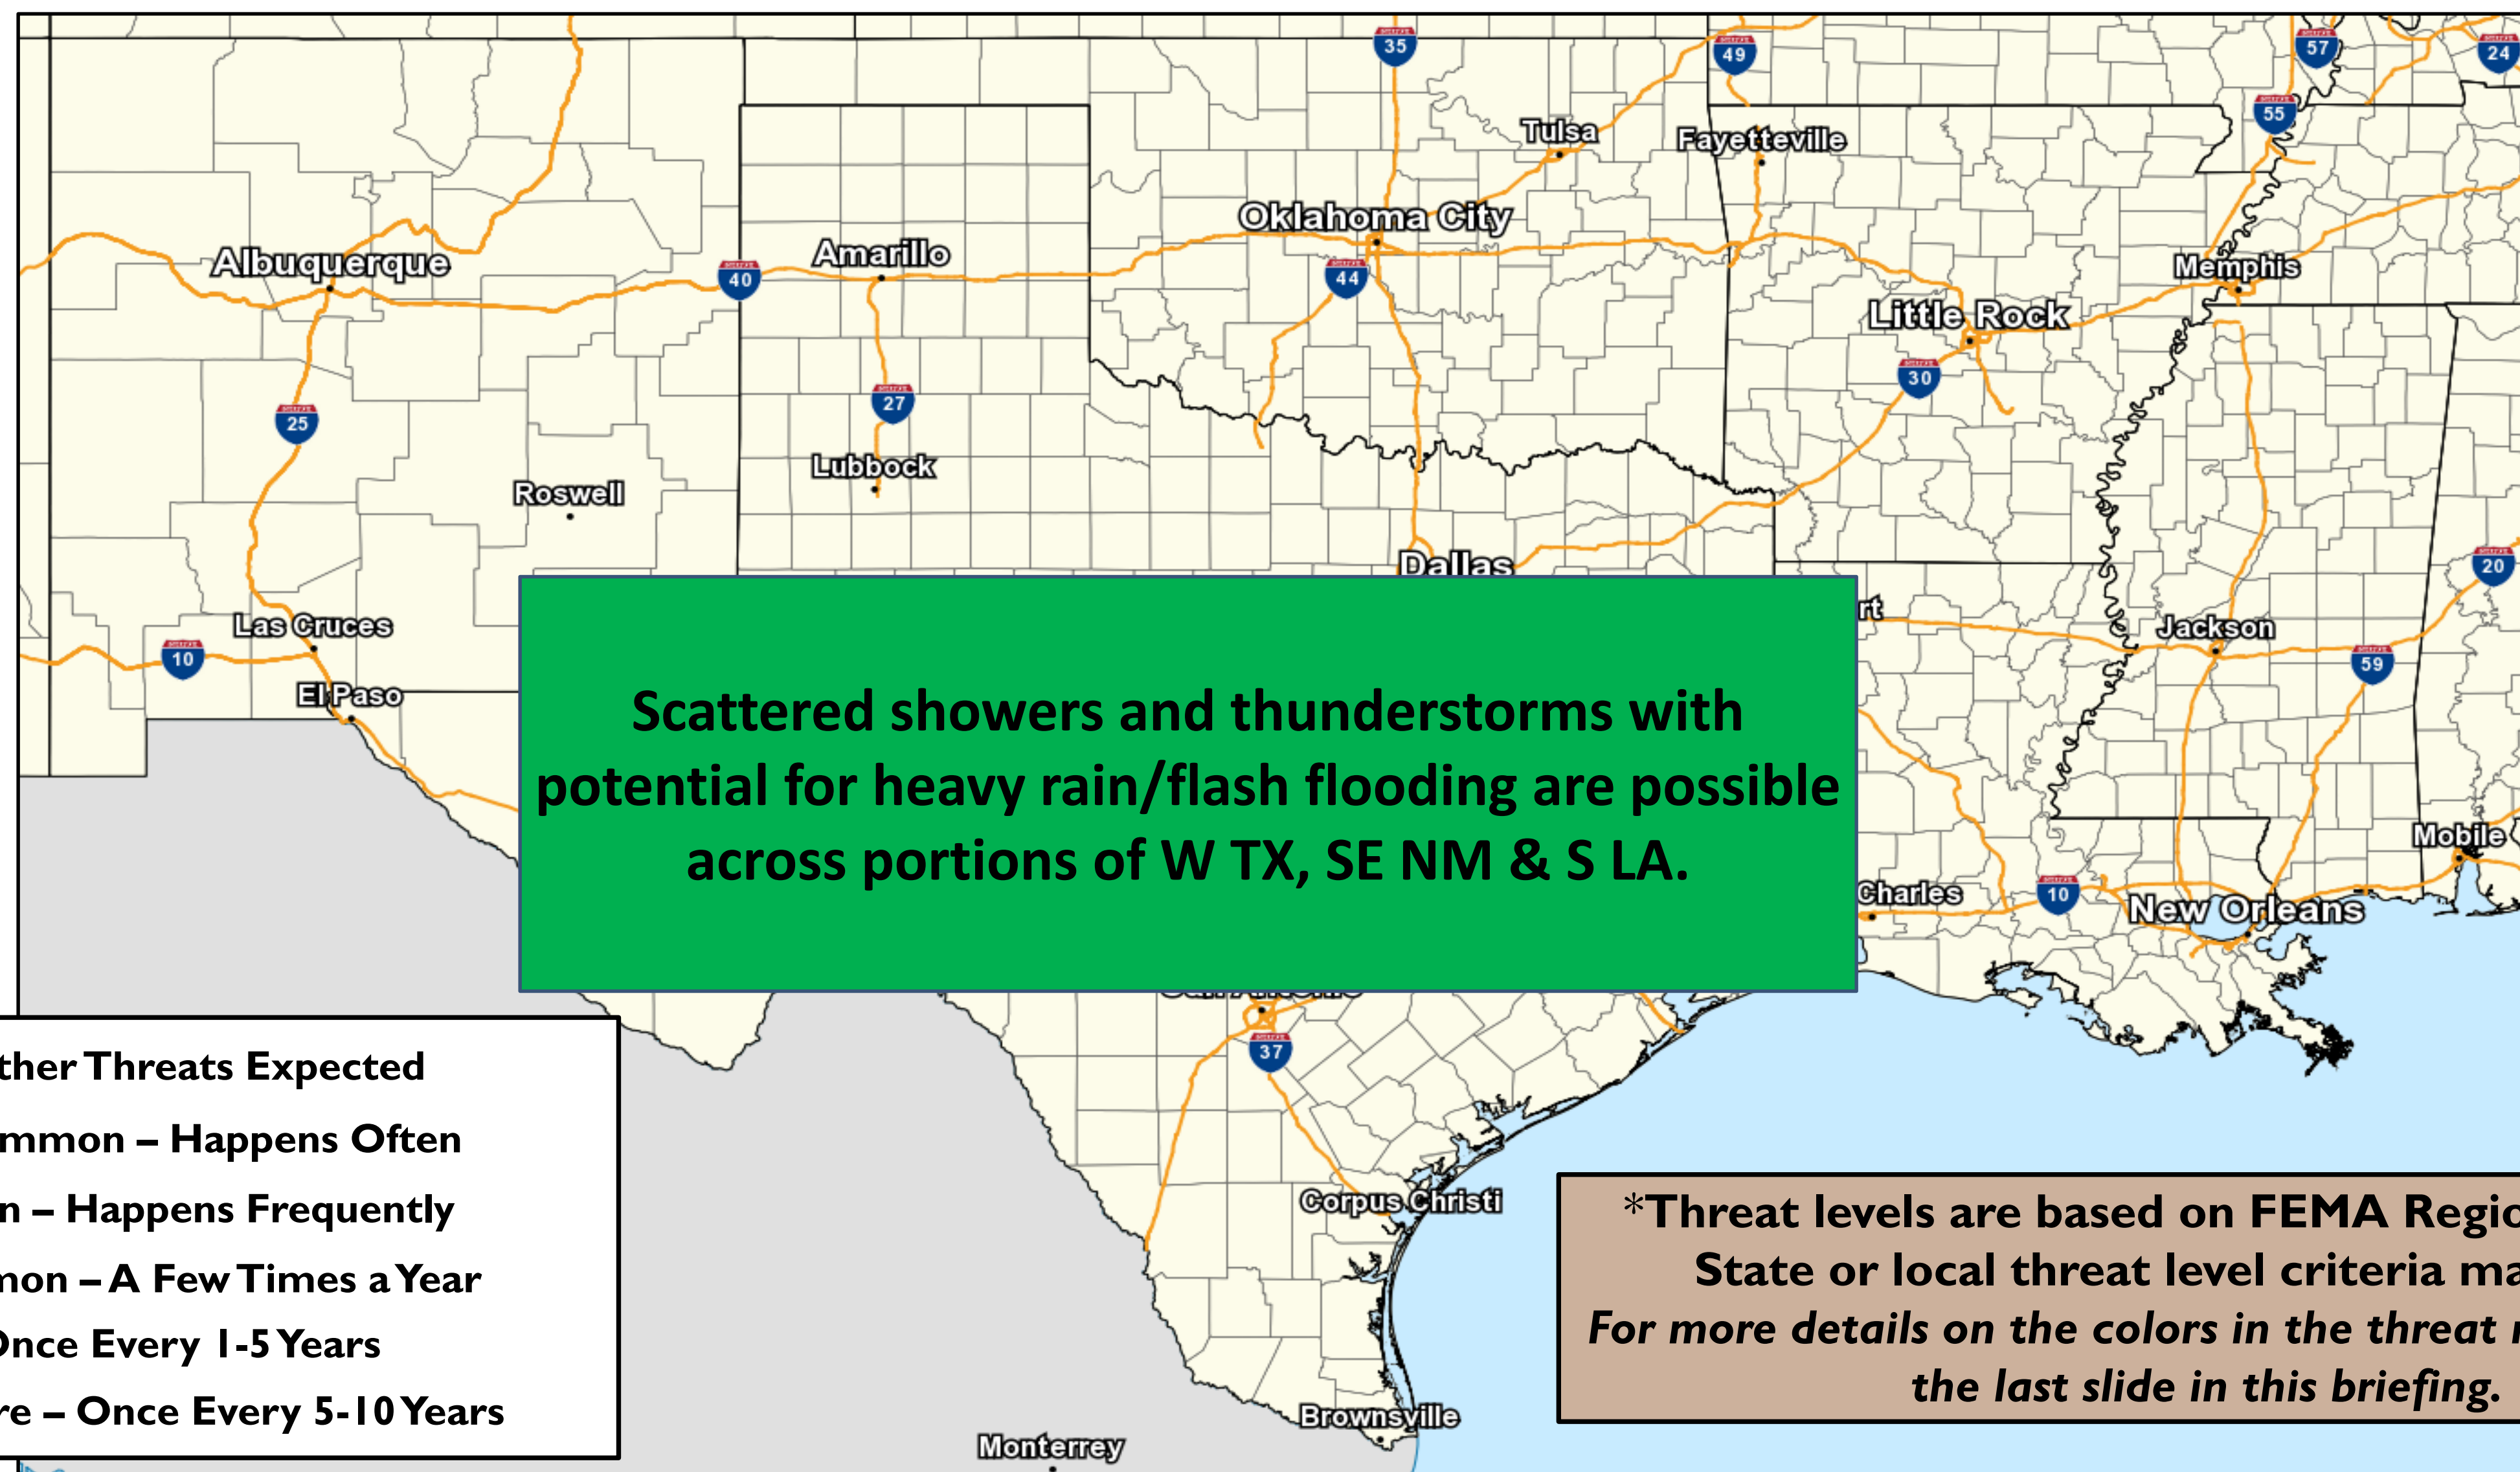 35
49
57
24
55
Tulsa
Fayetteville
Oklahoma City
Albuquerque
Amarillo
40
44
Memphis
Little Rock
30
27
25
Lubbock
Roswell
Dallas
20
Las Cruces
rt
Jackson
10
59
El Paso
Scattered showers and thunderstorms with
potential for heavy rain/flash flooding are possible
across portions of W TX, SE NM & S LA.
Mobile
Charles
10
New Orleans
37
ther Threats Expected
mmon – Happens Often
n – Happens Frequently
mon – A Few Times a Year
Once Every 1-5 Years
re – Once Every 5-10 Years
Corpus Christi
*Threat levels are based on FEMA Regio
State or local threat level criteria ma
For more details on the colors in the threat
the last slide in this briefing.
Brownsville
Monterrey